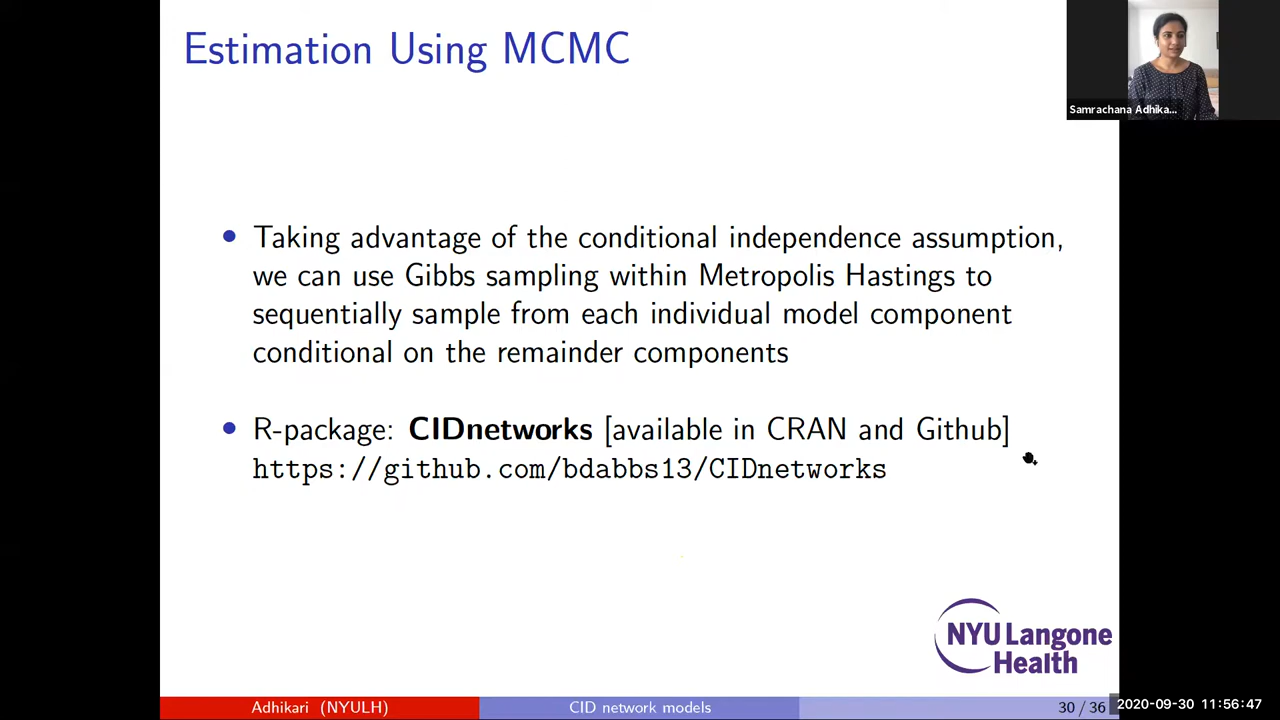 Estimation Using MCMC
Samrachana Adhika...
• Taking advantage of the conditional independence assumption,
we can use Gibbs sampling within Metropolis Hastings to
sequentially sample from each individual model component
conditional on the remainder components
• R-package: CIDnetworks [available in CRAN and Github]
https://github.com/bdabbs13/CIDnetworks
NYU Langone
Health
Adhikari (NYULH)
CID network models
30 / 36
2020-09-30 11:56:47